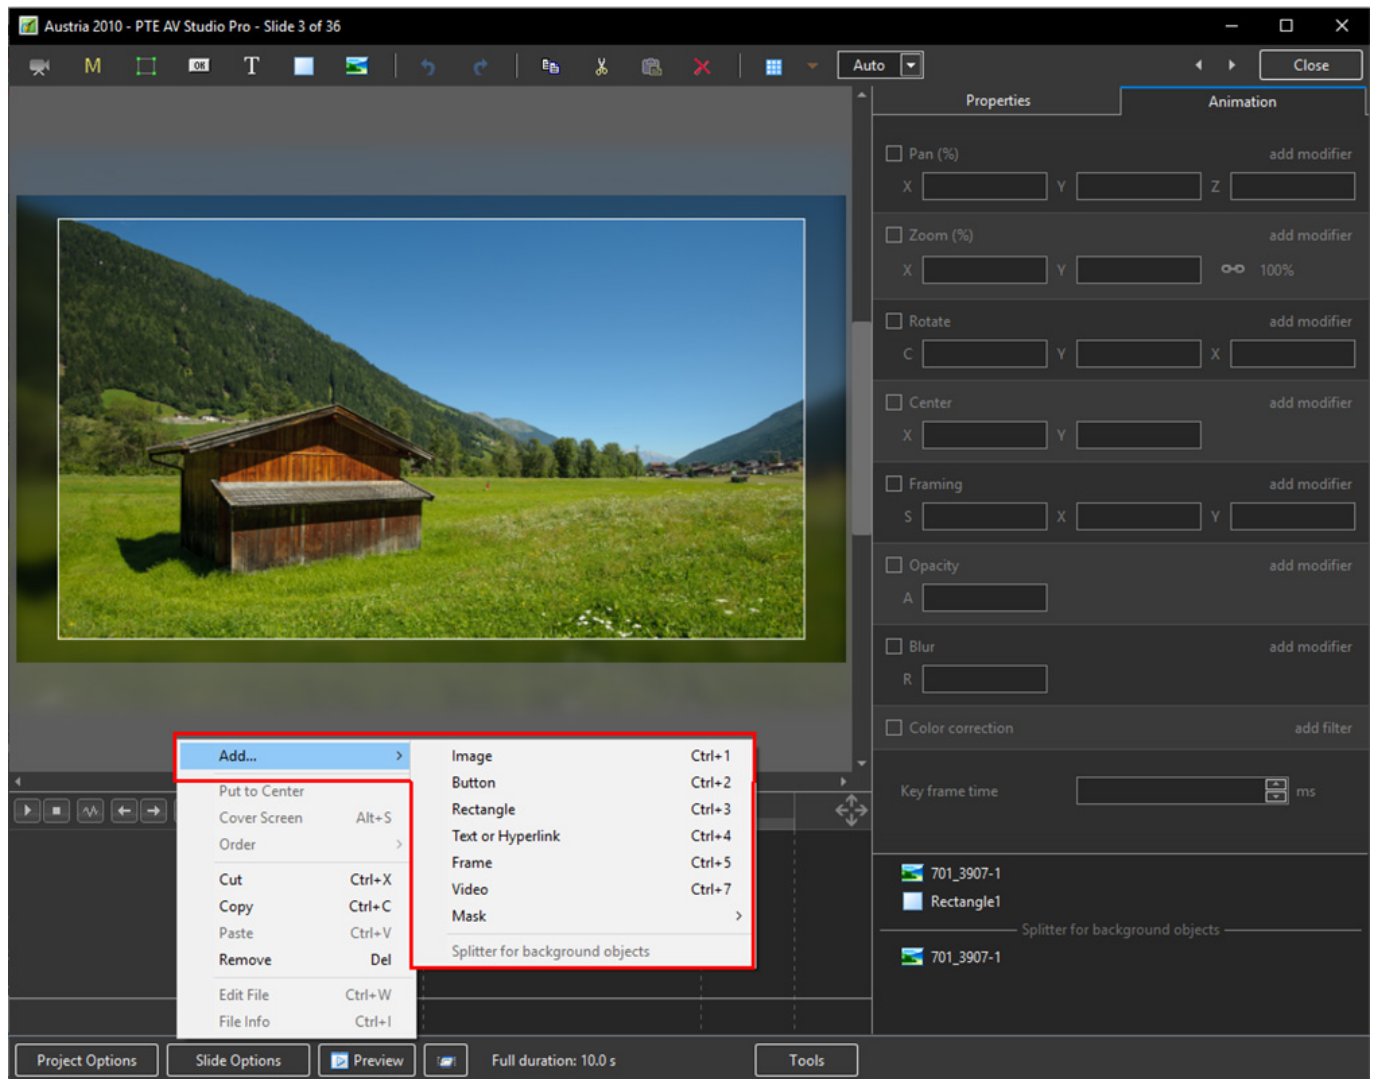 Austria 2010 - PTE AV Studio Pro - Slide 3 of 36
M OK T Auto Close
Properties Animation
Pan (%) add modifier
X Y Z
Zoom (%) add modifier
X Y 100%
Rotate add modifier
C Y X
Center add modifier
X Y
Framing add modifier
S X Y
Opacity add modifier
A
Blur add modifier
R
Color correction add filter
Key frame time ms
Add...
Put to Center
Cover Screen Alt+S
Order
Cut Ctrl+X
Copy Ctrl+C
Paste Ctrl+V
Remove Del
Edit File Ctrl+W
File Info Ctrl+I
Image Ctrl+1
Button Ctrl+2
Rectangle Ctrl+3
Text or Hyperlink Ctrl+4
Frame Ctrl+5
Video Ctrl+7
Mask
Splitter for background objects
701_3907-1
Rectangle1
Splitter for background objects
701_3907-1
Project Options Slide Options Preview Full duration: 10.0 s Tools